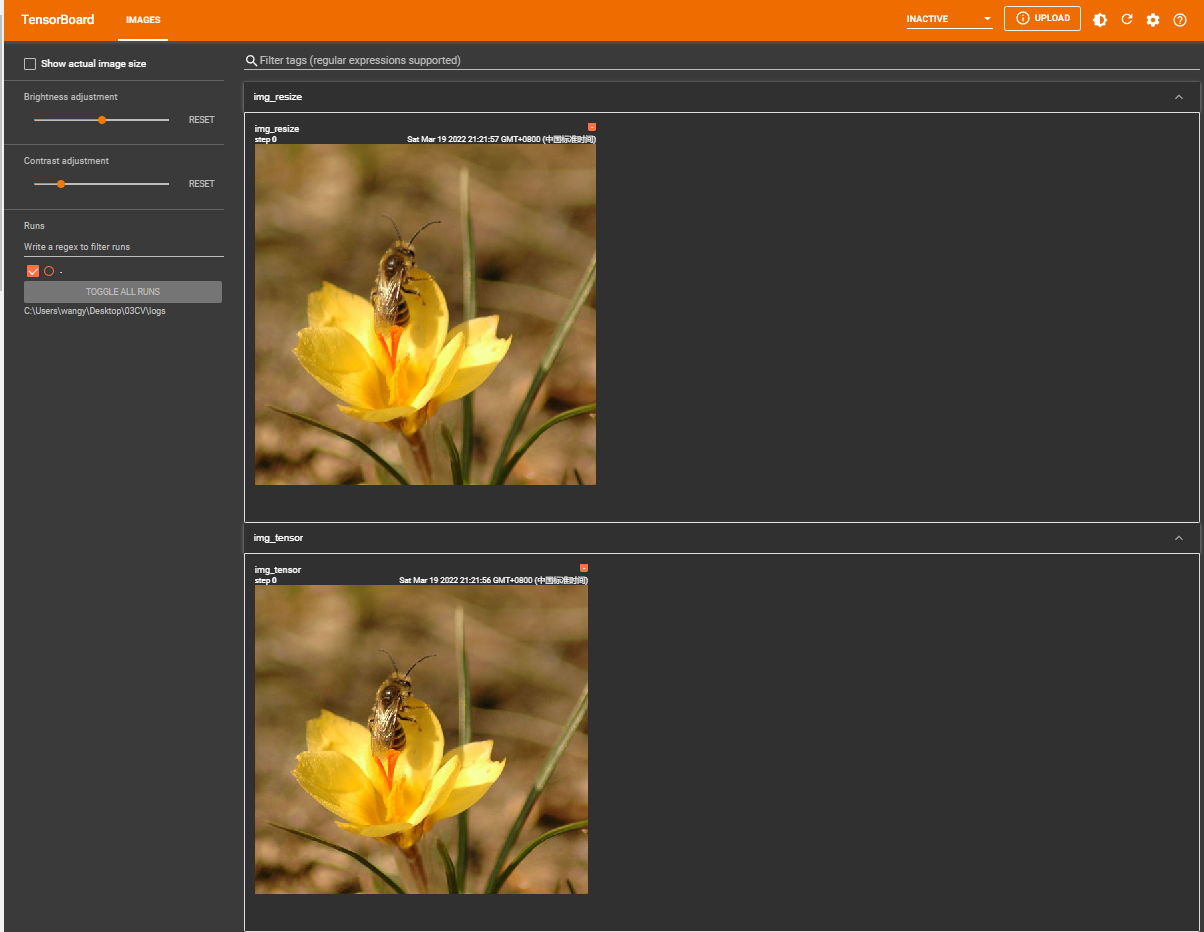 TensorBoard
IMAGES
INACTIVE
UPLOAD
Show actual image size
Brightness adjustment
RESET
Contrast adjustment
RESET
Runs
Write a regex to filter runs
.
TOGGLE ALL RUNS
C:\Users\wangy\Desktop\03CV\logs
Filter tags (regular expressions supported)
img_resize
img_resize
step 0
Sat Mar 19 2022 21:21:57 GMT+0800 (中国标准时间)
img_tensor
img_tensor
step 0
Sat Mar 19 2022 21:21:56 GMT+0800 (中国标准时间)